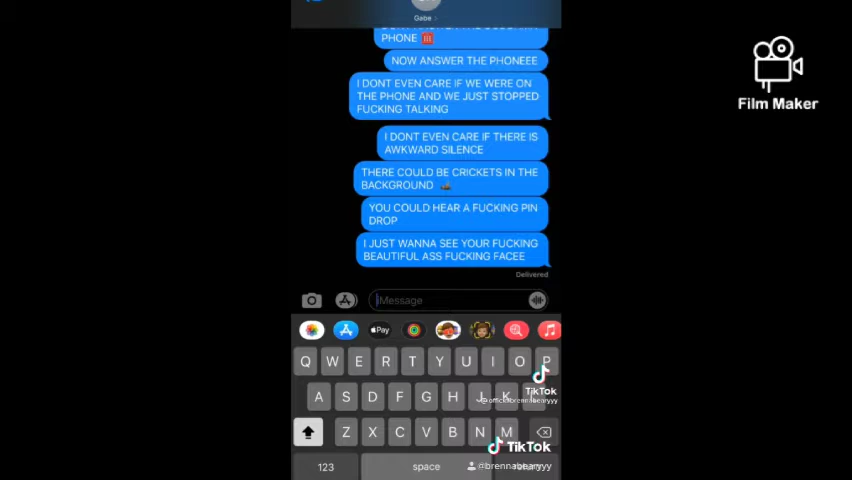 Gabe >
PHONE
NOW ANSWER THE PHONEEE
I DONT EVEN CARE IF WE WERE ON
THE PHONE AND WE JUST STOPPED
FUCKING TALKING
I DONT EVEN CARE IF THERE IS
AWKWARD SILENCE
THERE COULD BE CRICKETS IN THE
BACKGROUND
YOU COULD HEAR A FUCKING PIN
DROP
I JUST WANNA SEE YOUR FUCKING
BEAUTIFUL ASS FUCKING FACEE
Delivered
Message
Pay
Q W E R T Y U I O P
A S D F G H J K
Z X C V B N M
123 space
TikTok
TikTok
@brennabearyyy
Film Maker